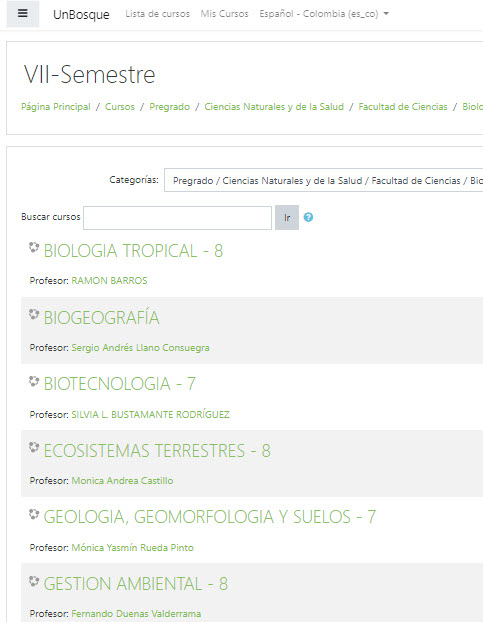 UnBosque Lista de cursos Mis Cursos Español - Colombia (es_co)
VII-Semestre
Página Principal / Cursos / Pregrado / Ciencias Naturales y de la Salud / Facultad de Ciencias / Biolo
Categorías: Pregrado / Ciencias Naturales y de la Salud / Facultad de Ciencias / Bio
Buscar cursos Ir
BIOLOGIA TROPICAL - 8
Profesor: RAMON BARROS
BIOGEOGRAFÍA
Profesor: Sergio Andrés Llano Consuegra
BIOTECNOLOGIA - 7
Profesor: SILVIA L. BUSTAMANTE RODRÍGUEZ
ECOSISTEMAS TERRESTRES - 8
Profesor: Monica Andrea Castillo
GEOLOGIA, GEOMORFOLOGIA Y SUELOS - 7
Profesor: Mónica Yasmín Rueda Pinto
GESTION AMBIENTAL - 8
Profesor: Fernando Duenas Valderrama